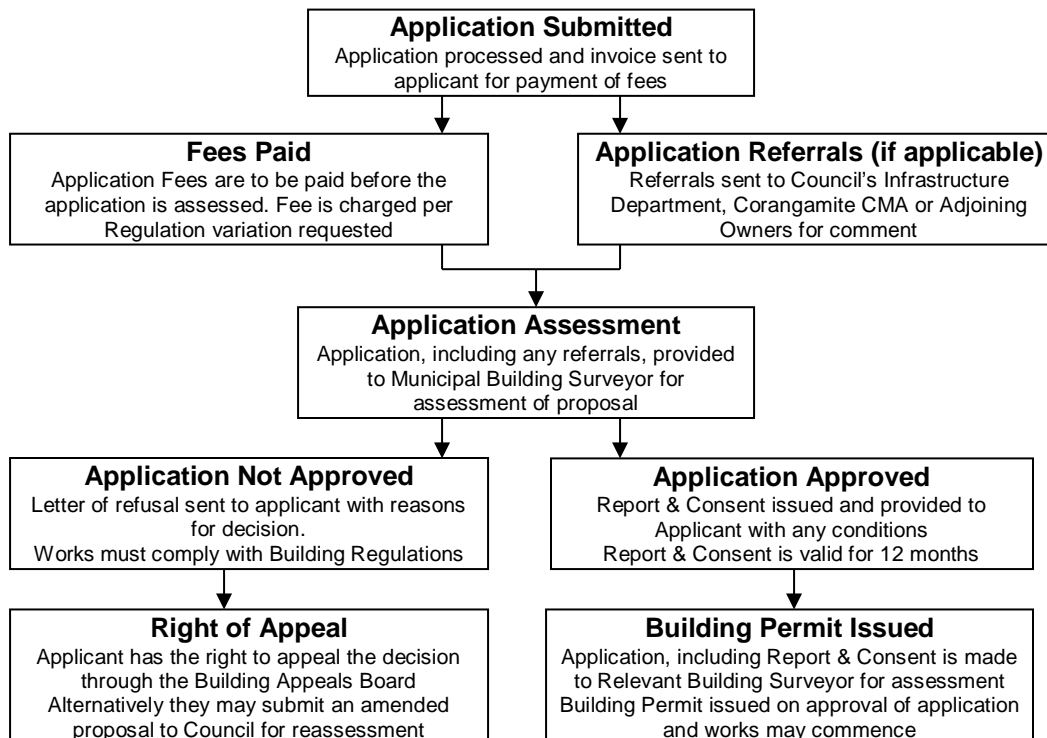 Application Submitted
Application processed and invoice sent to
applicant for payment of fees
Fees Paid
Application Fees are to be paid before the
application is assessed. Fee is charged per
Regulation variation requested
Application Referrals (if applicable)
Referrals sent to Council's Infrastructure
Department, Corangamite CMA or Adjoining
Owners for comment
Application Assessment
Application, including any referrals, provided
to Municipal Building Surveyor for
assessment of proposal
Application Not Approved
Letter of refusal sent to applicant with reasons
for decision.
Works must comply with Building Regulations
Application Approved
Report & Consent issued and provided to
Applicant with any conditions
Report & Consent is valid for 12 months
Right of Appeal
Applicant has the right to appeal the decision
through the Building Appeals Board
Alternatively they may submit an amended
proposal to Council for reassessment
Building Permit Issued
Application, including Report & Consent is made
to Relevant Building Surveyor for assessment
Building Permit issued on approval of application
and works may commence